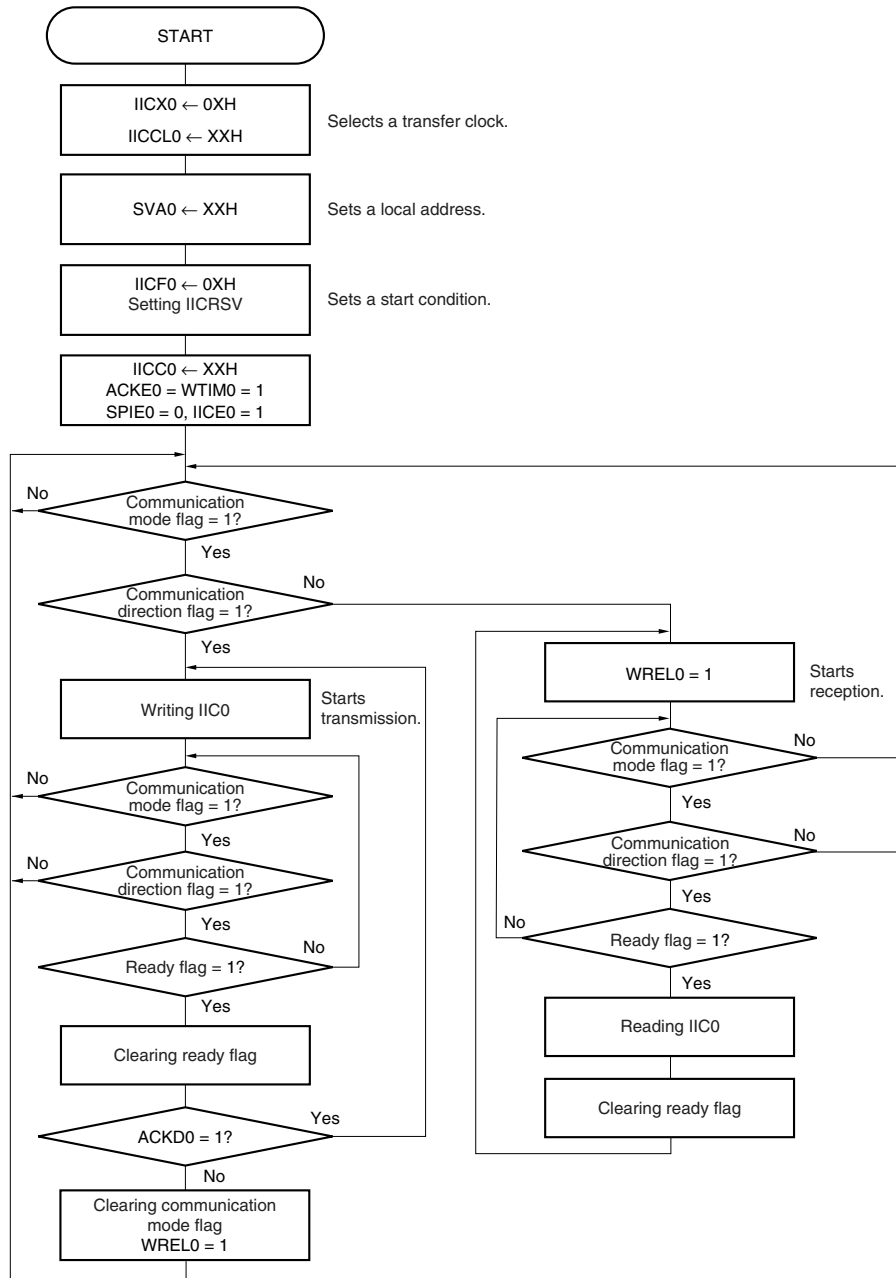 START
IICX0 ← 0XH
IICCL0 ← XXH
Selects a transfer clock.
SVA0 ← XXH
Sets a local address.
IICF0 ← 0XH
Setting IICRSV
Sets a start condition.
IICC0 ← XXH
ACKE0 = WTIM0 = 1
SPIE0 = 0, IICE0 = 1
No
Communication
mode flag = 1?
Yes
No
Communication
direction flag = 1?
Yes
Writing IIC0
Starts
transmission.
No
Communication
mode flag = 1?
Yes
No
Communication
direction flag = 1?
Yes
No
Ready flag = 1?
Yes
Clearing ready flag
Yes
ACKD0 = 1?
No
Clearing communication
mode flag
WREL0 = 1
WREL0 = 1
Starts
reception.
No
Communication
mode flag = 1?
Yes
No
Communication
direction flag = 1?
Yes
No
Ready flag = 1?
Yes
Reading IIC0
Clearing ready flag